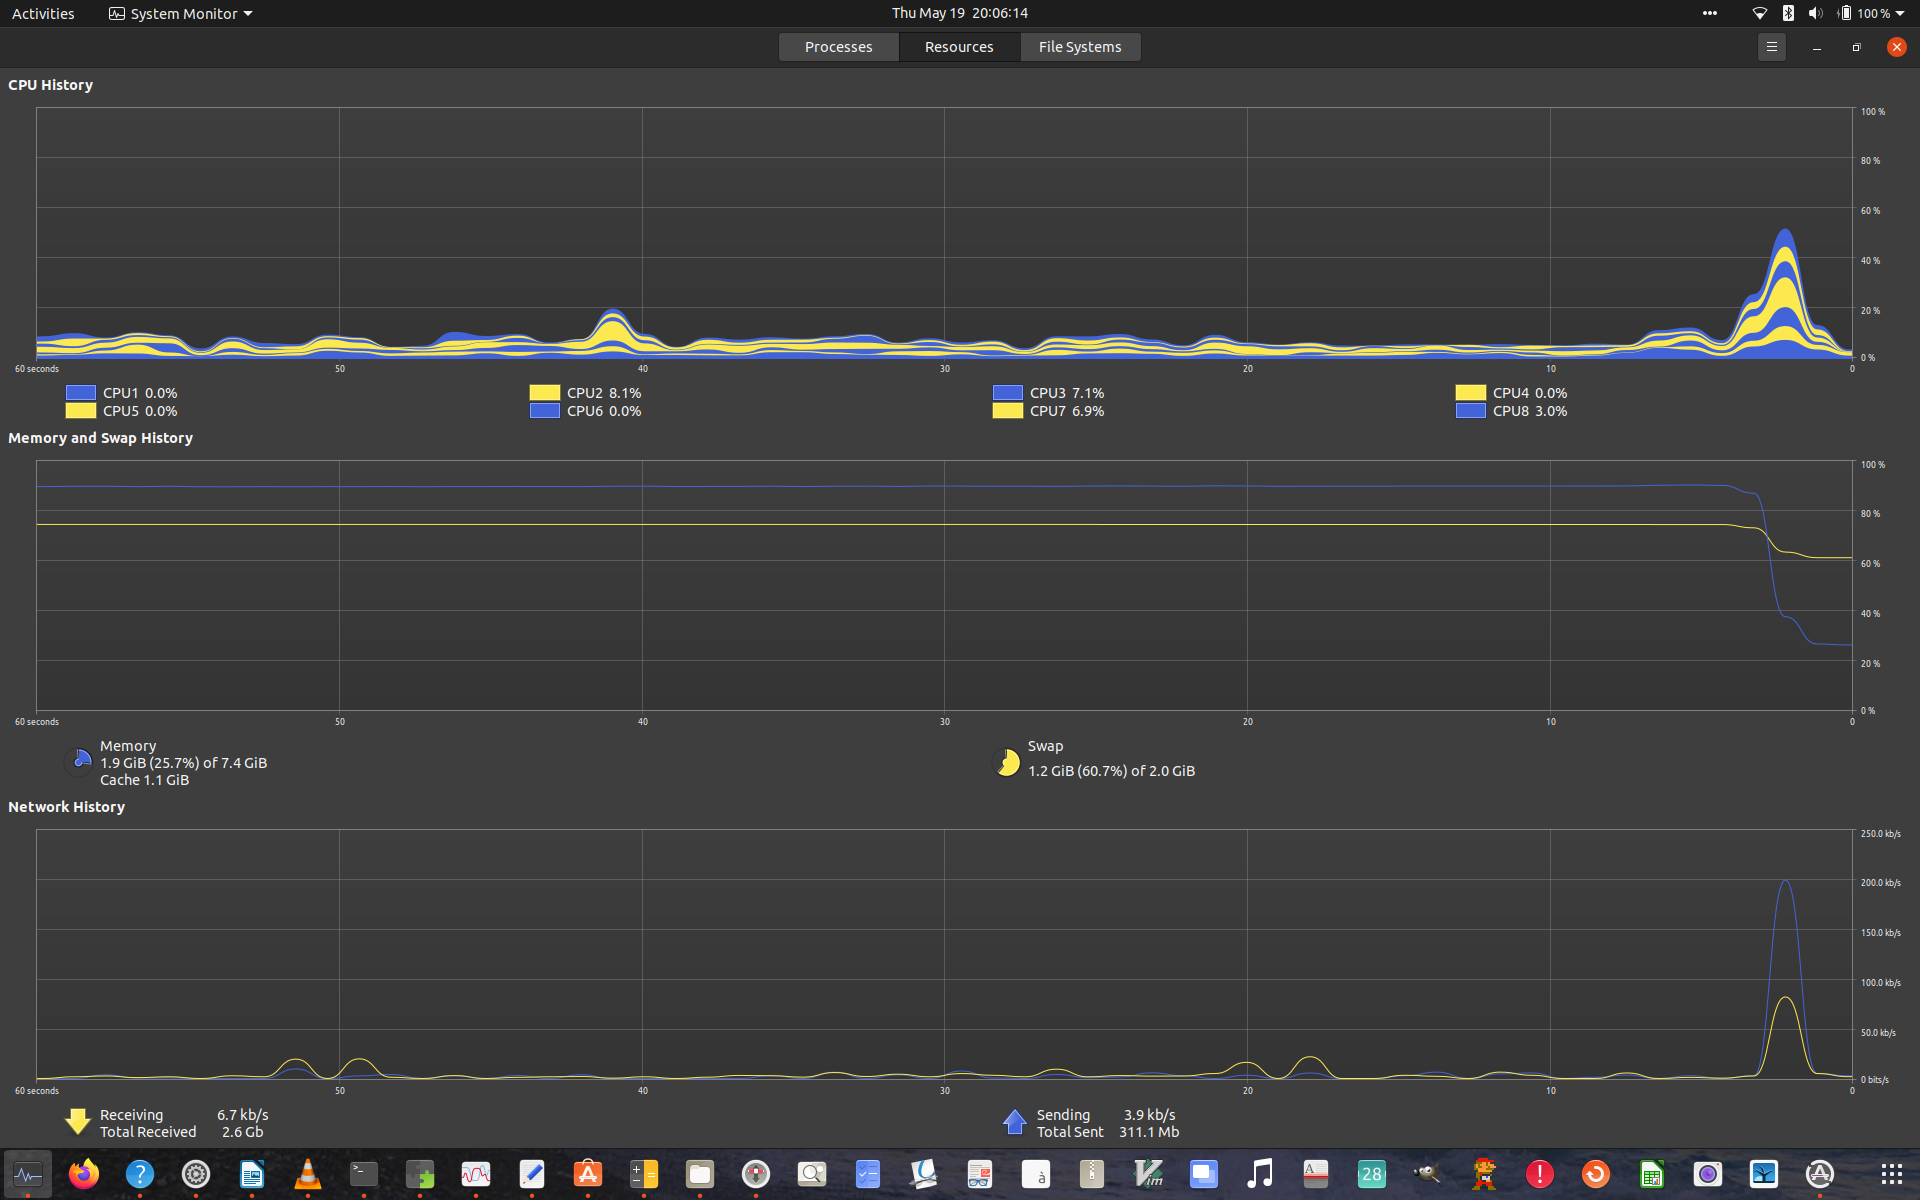 Activities
System Monitor
Thu May 19 20:06:14
100 %
Processes
Resources
File Systems
CPU History
100 %
80 %
60 %
40 %
20 %
0 %
60 seconds
50
40
30
20
10
0
CPU1 0.0%
CPU2 8.1%
CPU3 7.1%
CPU4 0.0%
CPU5 0.0%
CPU6 0.0%
CPU7 6.9%
CPU8 3.0%
Memory and Swap History
100 %
80 %
60 %
40 %
20 %
0 %
60 seconds
50
40
30
20
10
0
Memory
1.9 GiB (25.7%) of 7.4 GiB
Cache 1.1 GiB
Swap
1.2 GiB (60.7%) of 2.0 GiB
Network History
250.0 kb/s
200.0 kb/s
150.0 kb/s
100.0 kb/s
50.0 kb/s
0 bits/s
60 seconds
50
40
30
20
10
0
Receiving 6.7 kb/s
Total Received 2.6 Gb
Sending 3.9 kb/s
Total Sent 311.1 Mb
?
>_
à
Vim
A
28
!